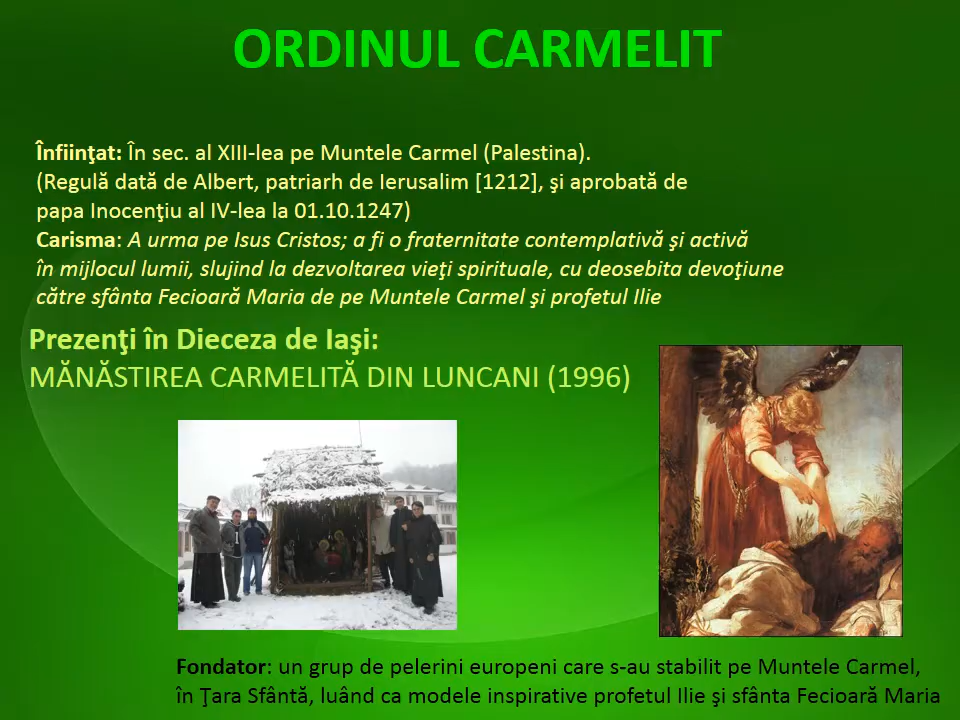 ORDINUL CARMELIT
Înfiinţat: În sec. al XIII-lea pe Muntele Carmel (Palestina).
(Regulă dată de Albert, patriarh de Ierusalim [1212], şi aprobată de
papa Inocenţiu al IV-lea la 01.10.1247)
Carisma: A urma pe Isus Cristos; a fi o fraternitate contemplativă şi activă
în mijlocul lumii, slujind la dezvoltarea vieţi spirituale, cu deosebita devoţiune
către sfânta Fecioară Maria de pe Muntele Carmel şi profetul Ilie
Prezenţi în Dieceza de Iaşi:
MĂNĂSTIREA CARMELITĂ DIN LUNCANI (1996)
Fondator: un grup de pelerini europeni care s-au stabilit pe Muntele Carmel,
în Ţara Sfântă, luând ca modele inspirative profetul Ilie şi sfânta Fecioară Maria